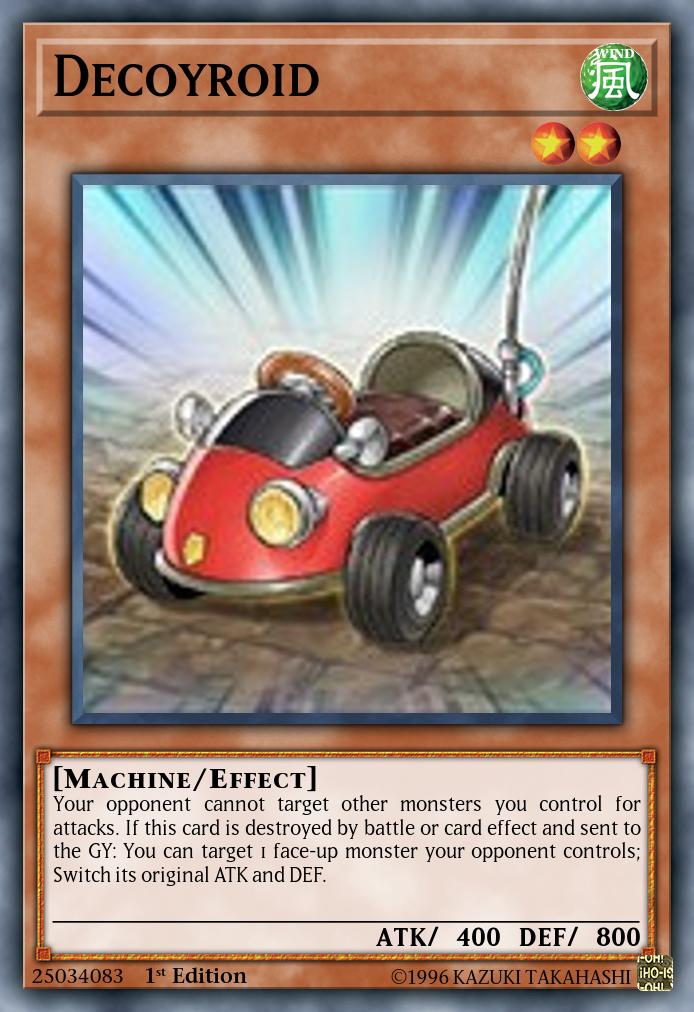 Decoyroid
WIND
風
[Machine/Effect]
Your opponent cannot target other monsters you control for
attacks. If this card is destroyed by battle or card effect and sent to
the GY: You can target 1 face-up monster your opponent controls;
Switch its original ATK and DEF.
ATK/ 400 DEF/ 800
25034083 1st Edition ©1996 KAZUKI TAKAHASHI